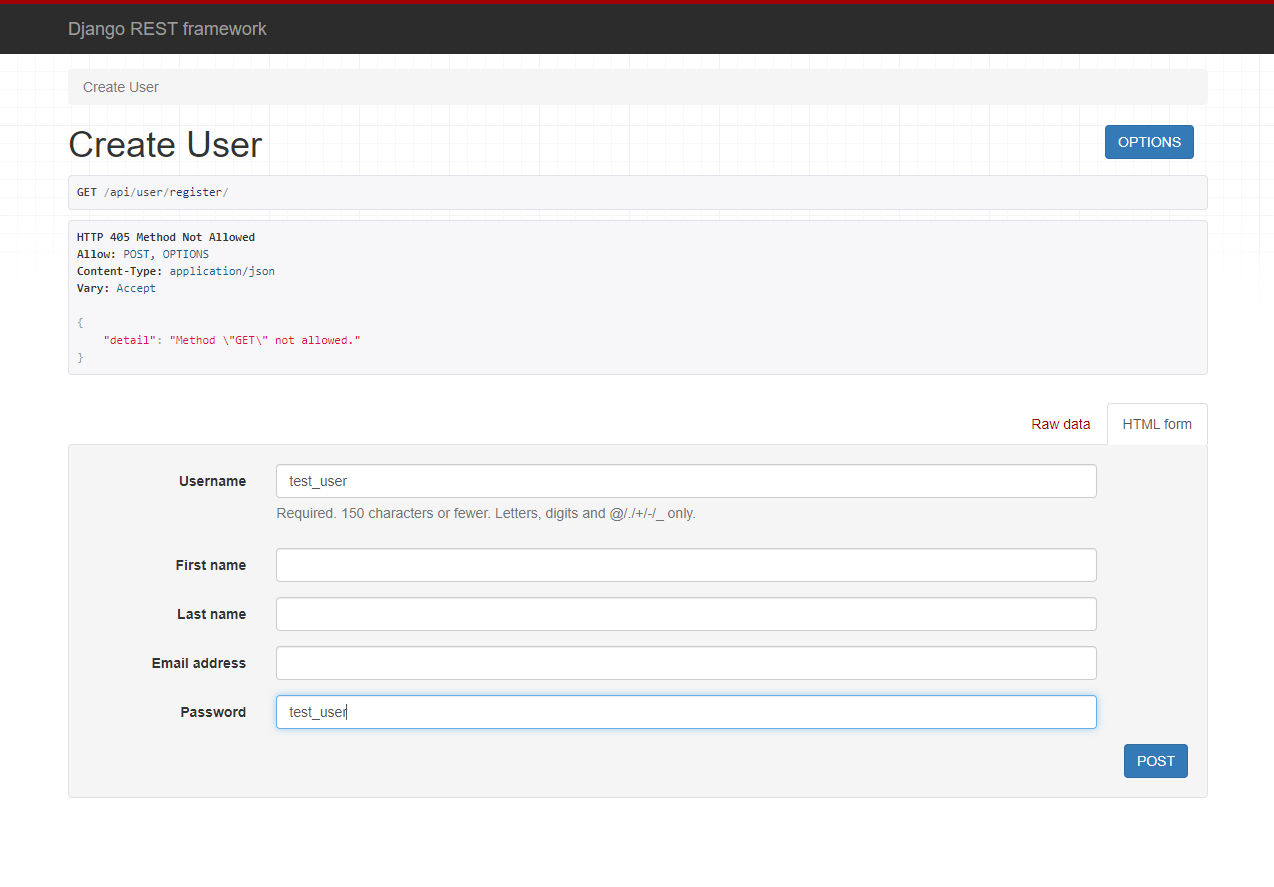 Django REST framework
Create User
Create User
OPTIONS
GET /api/user/register/
HTTP 405 Method Not Allowed
Allow: POST, OPTIONS
Content-Type: application/json
Vary: Accept
{
"detail": "Method \"GET\" not allowed."
}
Raw data
HTML form
Username
test_user
Required. 150 characters or fewer. Letters, digits and @/./+/-/_ only.
First name
Last name
Email address
Password
test_user
POST